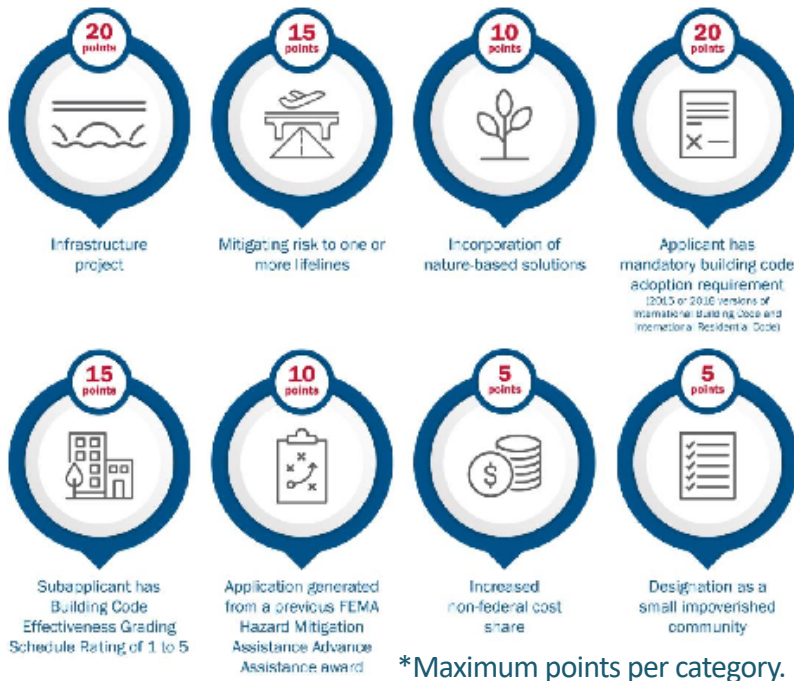 20
points
15
points
10
points
20
points
Infrastructure
project
Mitigating risk to one or
more lifelines
Incorporation of
nature-based solutions
Applicant has
mandatory building code
adoption requirement
(2015 or 2018 versions of
International Building Code and
International Residential Code)
15
points
10
points
5
points
5
points
Subapplicant has
Building Code
Effectiveness Grading
Schedule Rating of 1 to 5
Application generated
from a previous FEMA
Hazard Mitigation
Assistance Advance
Assistance award
Increased
non-federal cost
share
Designation as a
small impoverished
community
*Maximum points per category.